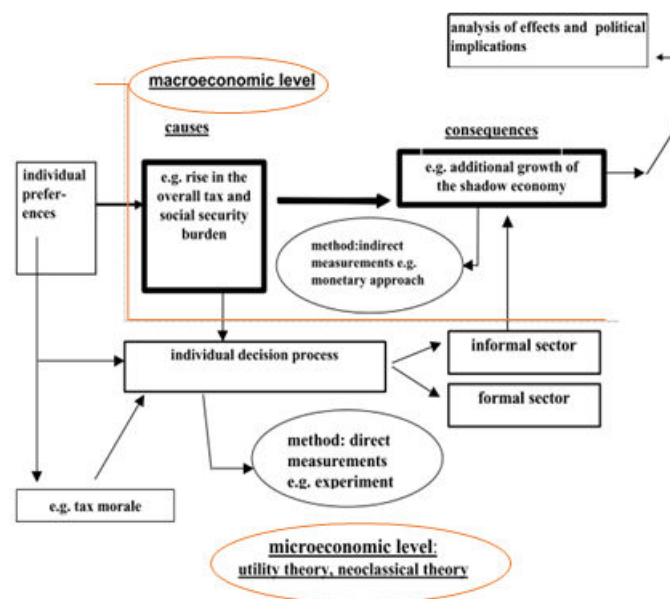 analysis of effects and political
implications
macroeconomic level
causes
consequences
individual
prefer-
ences
e.g. rise in the
overall tax and
social security
burden
e.g. additional growth of
the shadow economy
method:indirect
measurements e.g.
monetary approach
individual decision process
informal sector
formal sector
method: direct
measurements
e.g. experiment
e.g. tax morale
microeconomic level:
utility theory, neoclassical theory